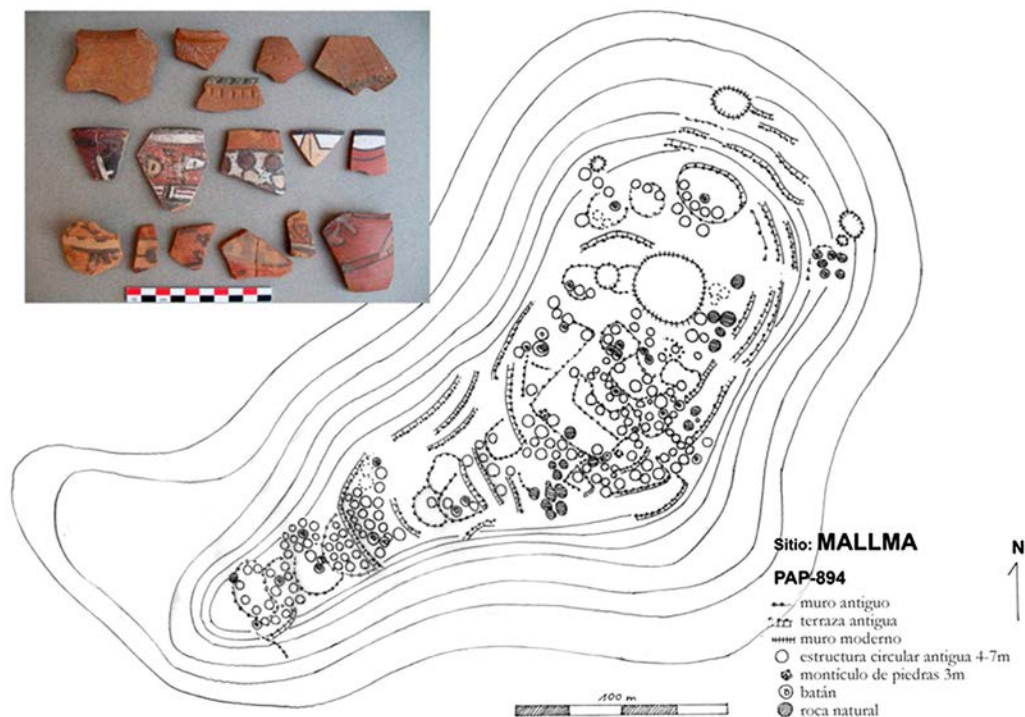 Sitio: MALLMA
N
PAP-894
muro antiguo
terraza antigua
muro moderno
estructura circular antigua 4-7m
montículo de piedras 3m
batán
roca natural
100 m